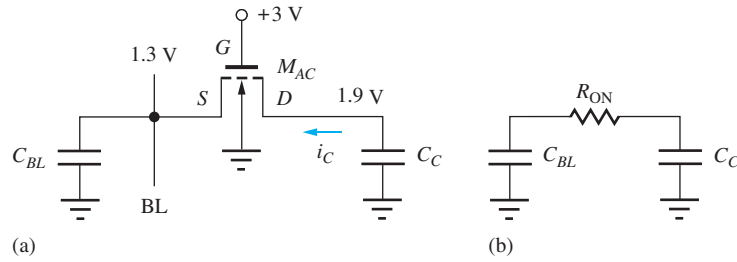 +3 V
G
1.3 V
M_AC
S
D
1.9 V
R_ON
C_BL
i_C
C_C
C_BL
C_C
BL
(a)
(b)